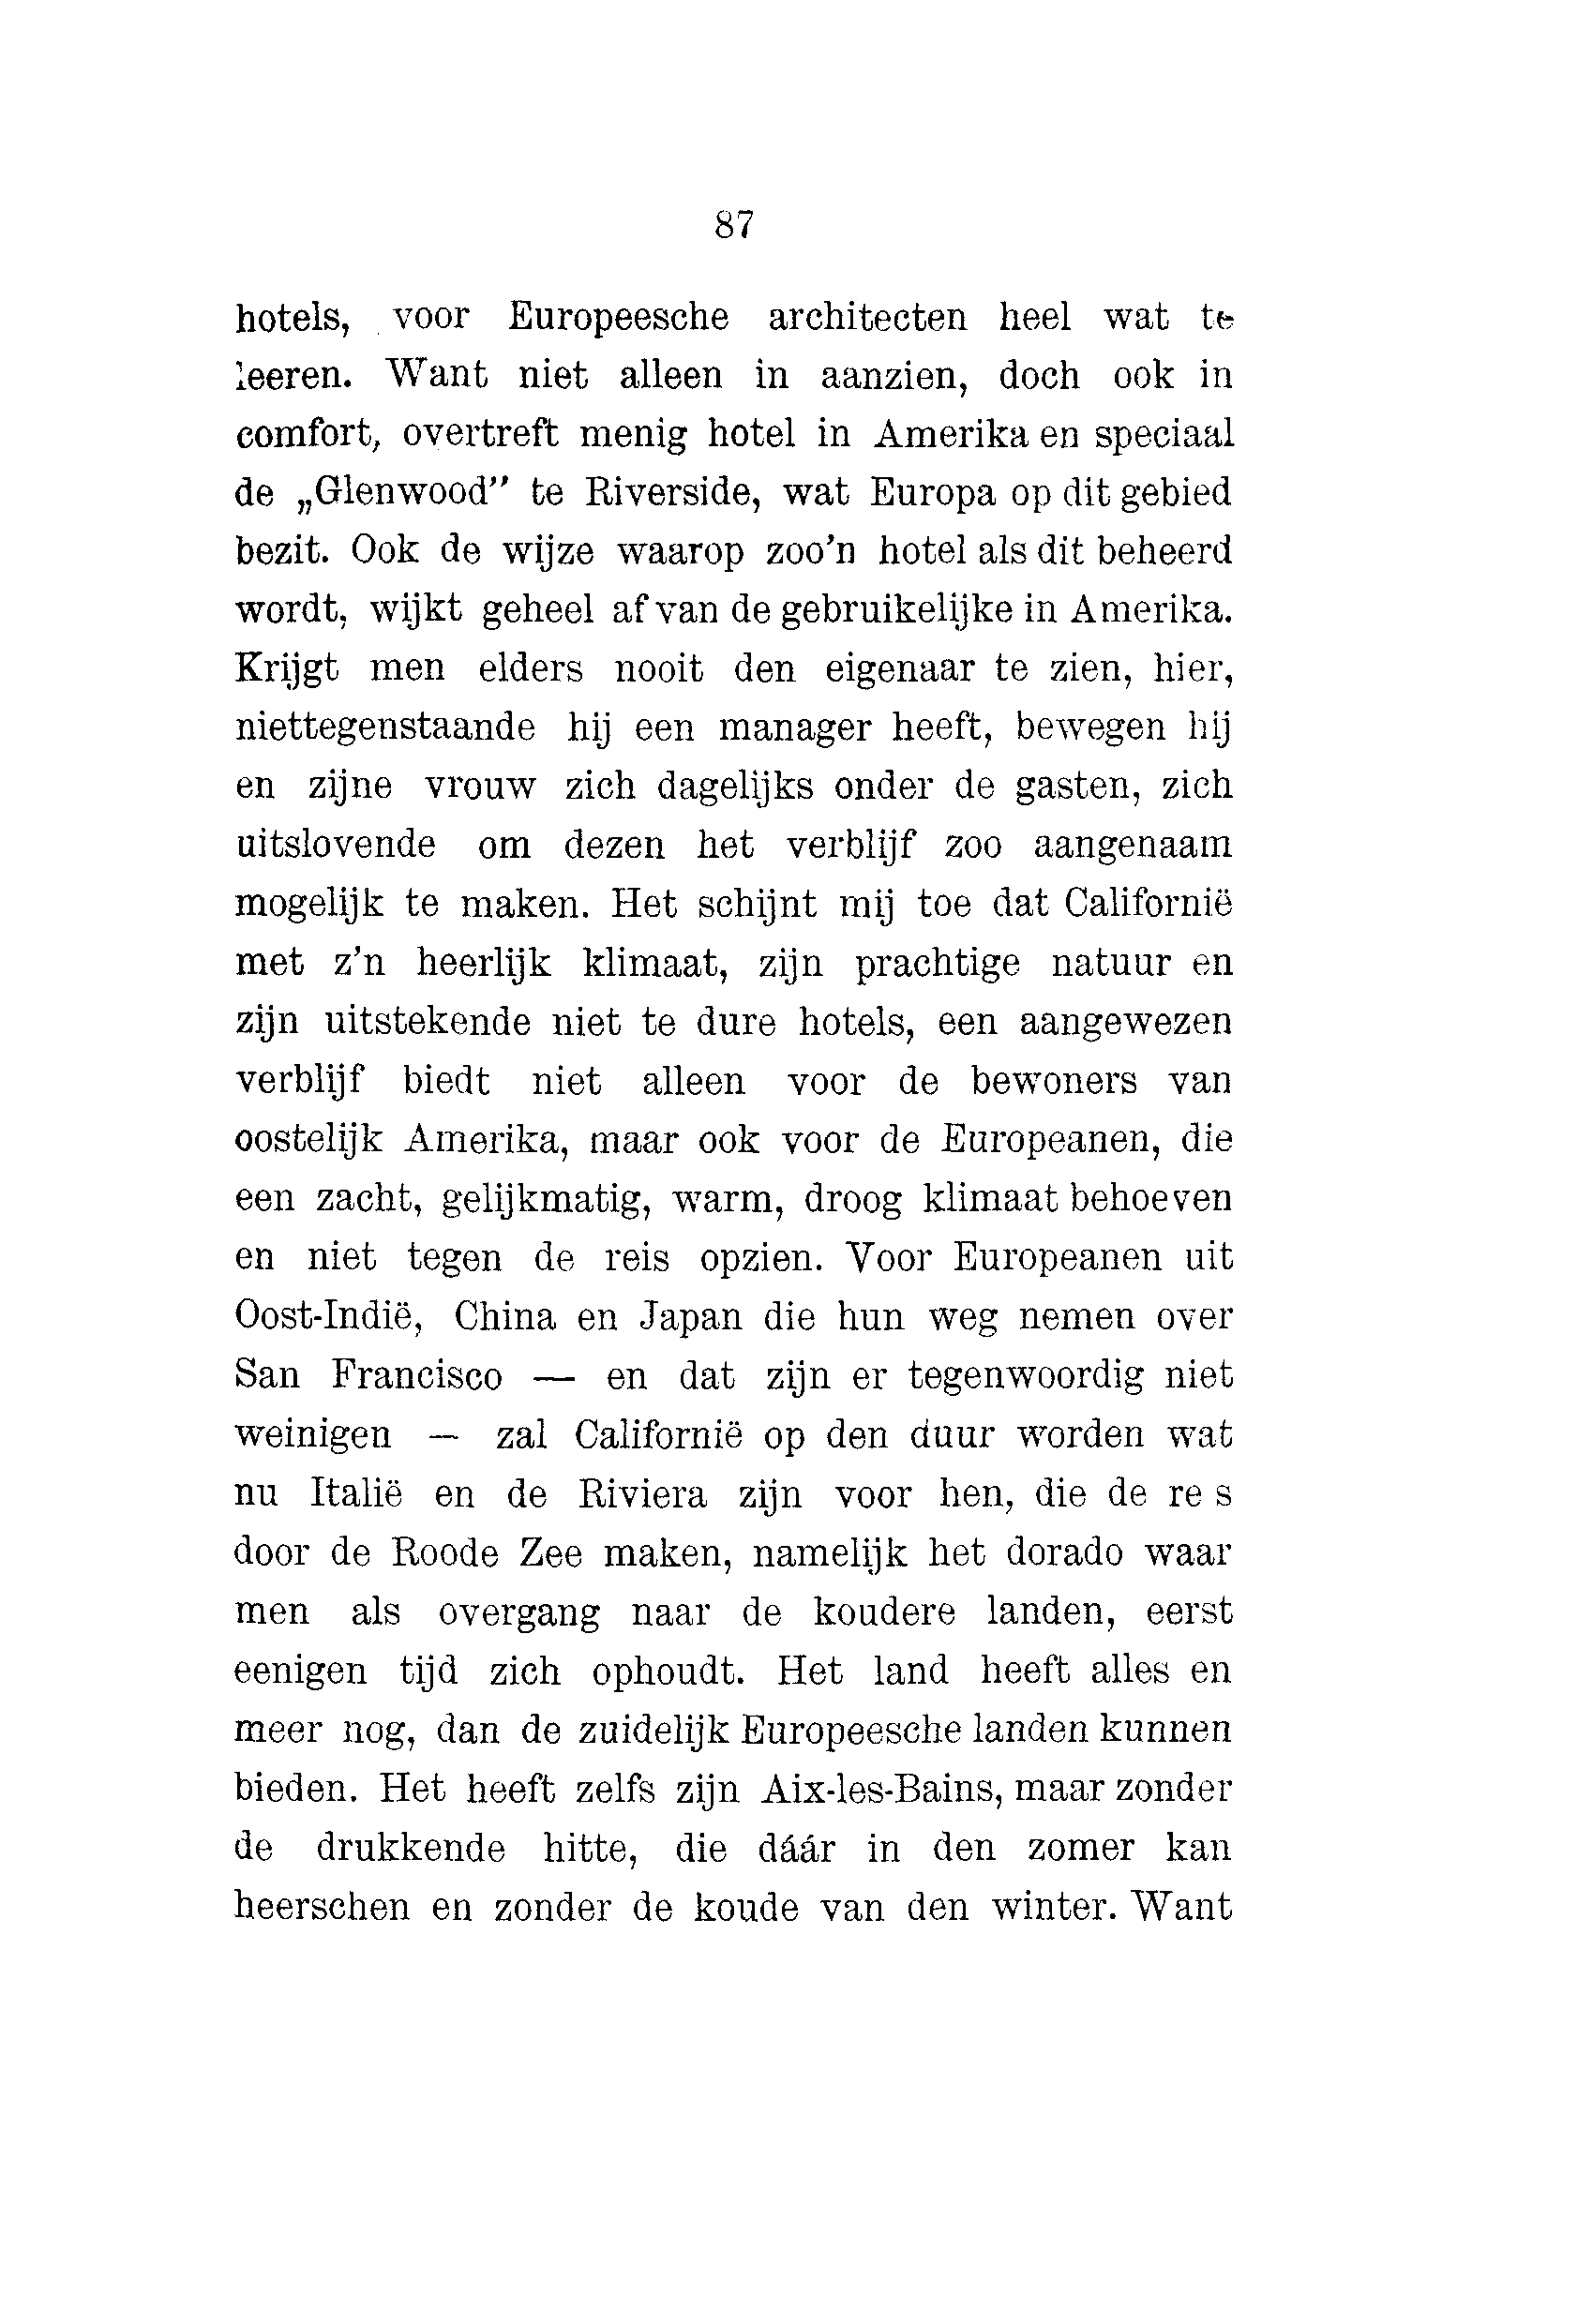 87
hotels, voor Europeesche architecten heel wat te
leeren. Want niet alleen in aanzien, doch ook in
comfort, overtreft menig hotel in Amerika en speciaal
de „Glenwood” te Riverside, wat Europa op dit gebied
bezit. Ook de wijze waarop zoo'n hotel als dit beheerd
wordt, wijkt geheel af van de gebruikelijke in Amerika.
Krijgt men elders nooit den eigenaar te zien, hier,
niettegenstaande hij een manager heeft, bewegen hij
en zijne vrouw zich dagelijks onder de gasten, zich
uitslovende om dezen het verblijf zoo aangenaam
mogelijk te maken. Het schijnt mij toe dat Californië
met z'n heerlijk klimaat, zijn prachtige natuur en
zijn uitstekende niet te dure hotels, een aangewezen
verblijf biedt niet alleen voor de bewoners van
oostelijk Amerika, maar ook voor de Europeanen, die
een zacht, gelijkmatig, warm, droog klimaat behoeven
en niet tegen de reis opzien. Voor Europeanen uit
Oost-Indië, China en Japan die hun weg nemen over
San Francisco — en dat zijn er tegenwoordig niet
weinigen — zal Californië op den duur worden wat
nu Italië en de Riviera zijn voor hen, die de re s
door de Roode Zee maken, namelijk het dorado waar
men als overgang naar de koudere landen, eerst
eenigen tijd zich ophoudt. Het land heeft alles en
meer nog, dan de zuidelijk Europeesche landen kunnen
bieden. Het heeft zelfs zijn Aix-les-Bains, maar zonder
de drukkende hitte, die dáár in den zomer kan
heerschen en zonder de koude van den winter. Want